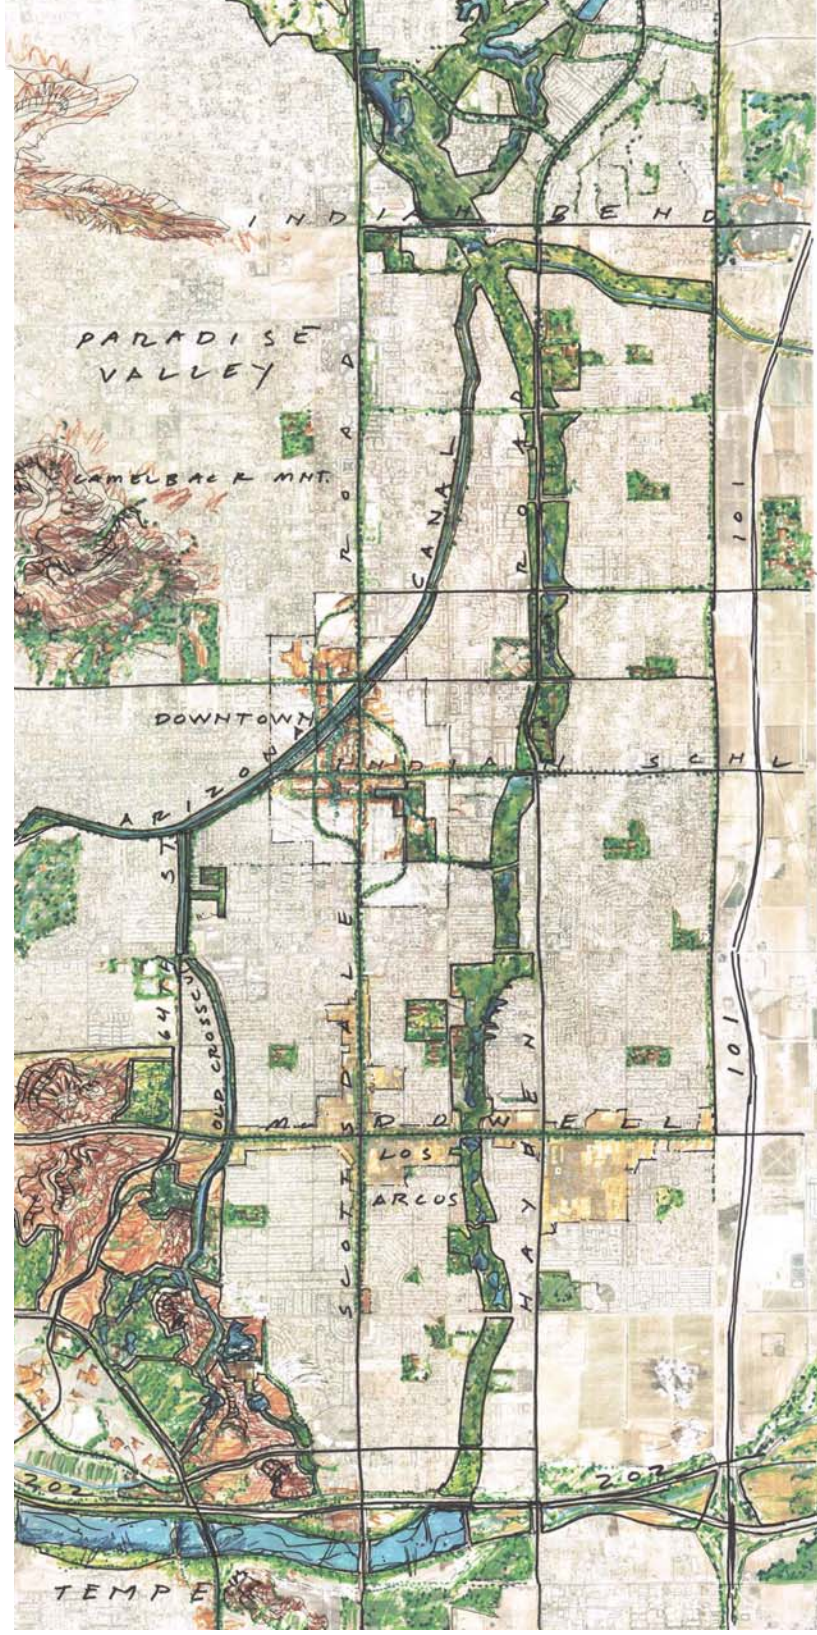 INDIAN BEND
PARADISE
VALLEY
ROAD
ROAD
CAMELBACK MNT.
CANAL
101
DOWNTOWN
INDIAN SCHL
ARIZONA
64TH ST
OLD CROSSCUT
SCOTTSDALE
HAYDEN
101
McDOWELL
LOS
ARCOS
202
202
TEMPE